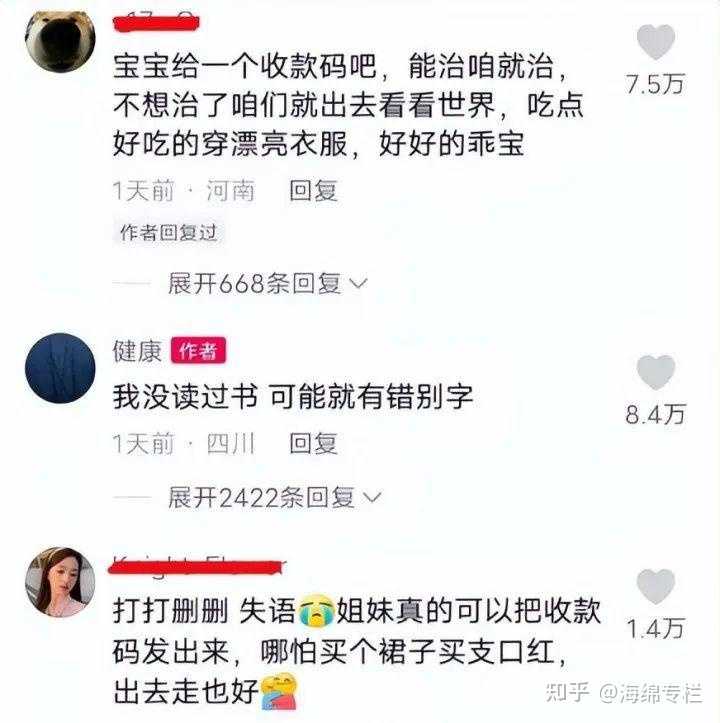 宝宝给一个收款码吧，能治咱就治，
不想治了咱们就出去看看世界，吃点
好吃的穿漂亮衣服，好好的乖宝
7.5万
1天前 · 河南 回复
作者回复过
展开668条回复
健康 作者
我没读过书 可能就有错别字
8.4万
1天前 · 四川 回复
展开2422条回复
打打删删 失语😭姐妹真的可以把收款
码发出来，哪怕买个裙子买支口红，
1.4万
出去走也好
知乎 @海绵专栏